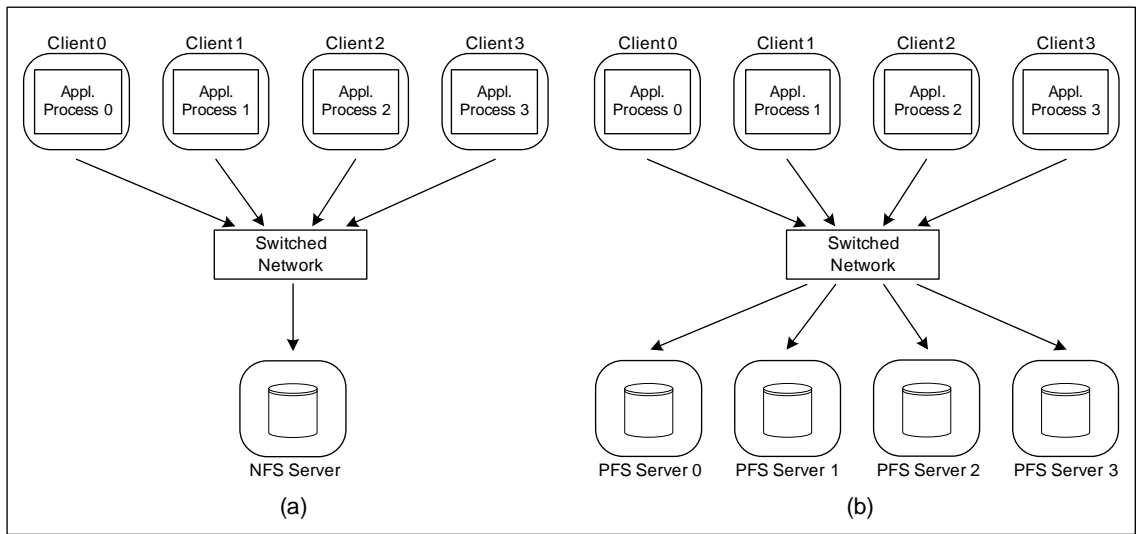 Client 0
Client 1
Client 2
Client 3
Appl.
Process 0
Appl.
Process 1
Appl.
Process 2
Appl.
Process 3
Switched
Network
NFS Server
(a)
Client 0
Client 1
Client 2
Client 3
Appl.
Process 0
Appl.
Process 1
Appl.
Process 2
Appl.
Process 3
Switched
Network
PFS Server 0
PFS Server 1
PFS Server 2
PFS Server 3
(b)